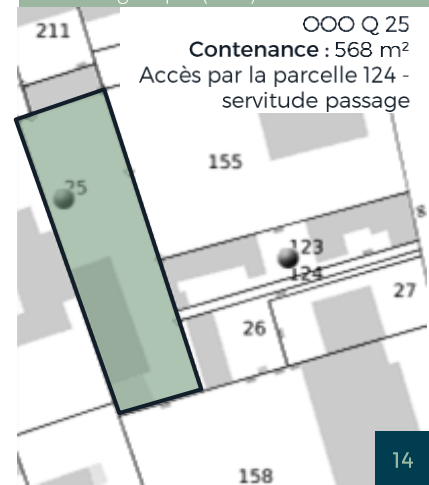 OOO Q 25
Contenance : 568 m²
Accès par la parcelle 124 -
servitude passage
211
155
25
123
124
27
26
158
14